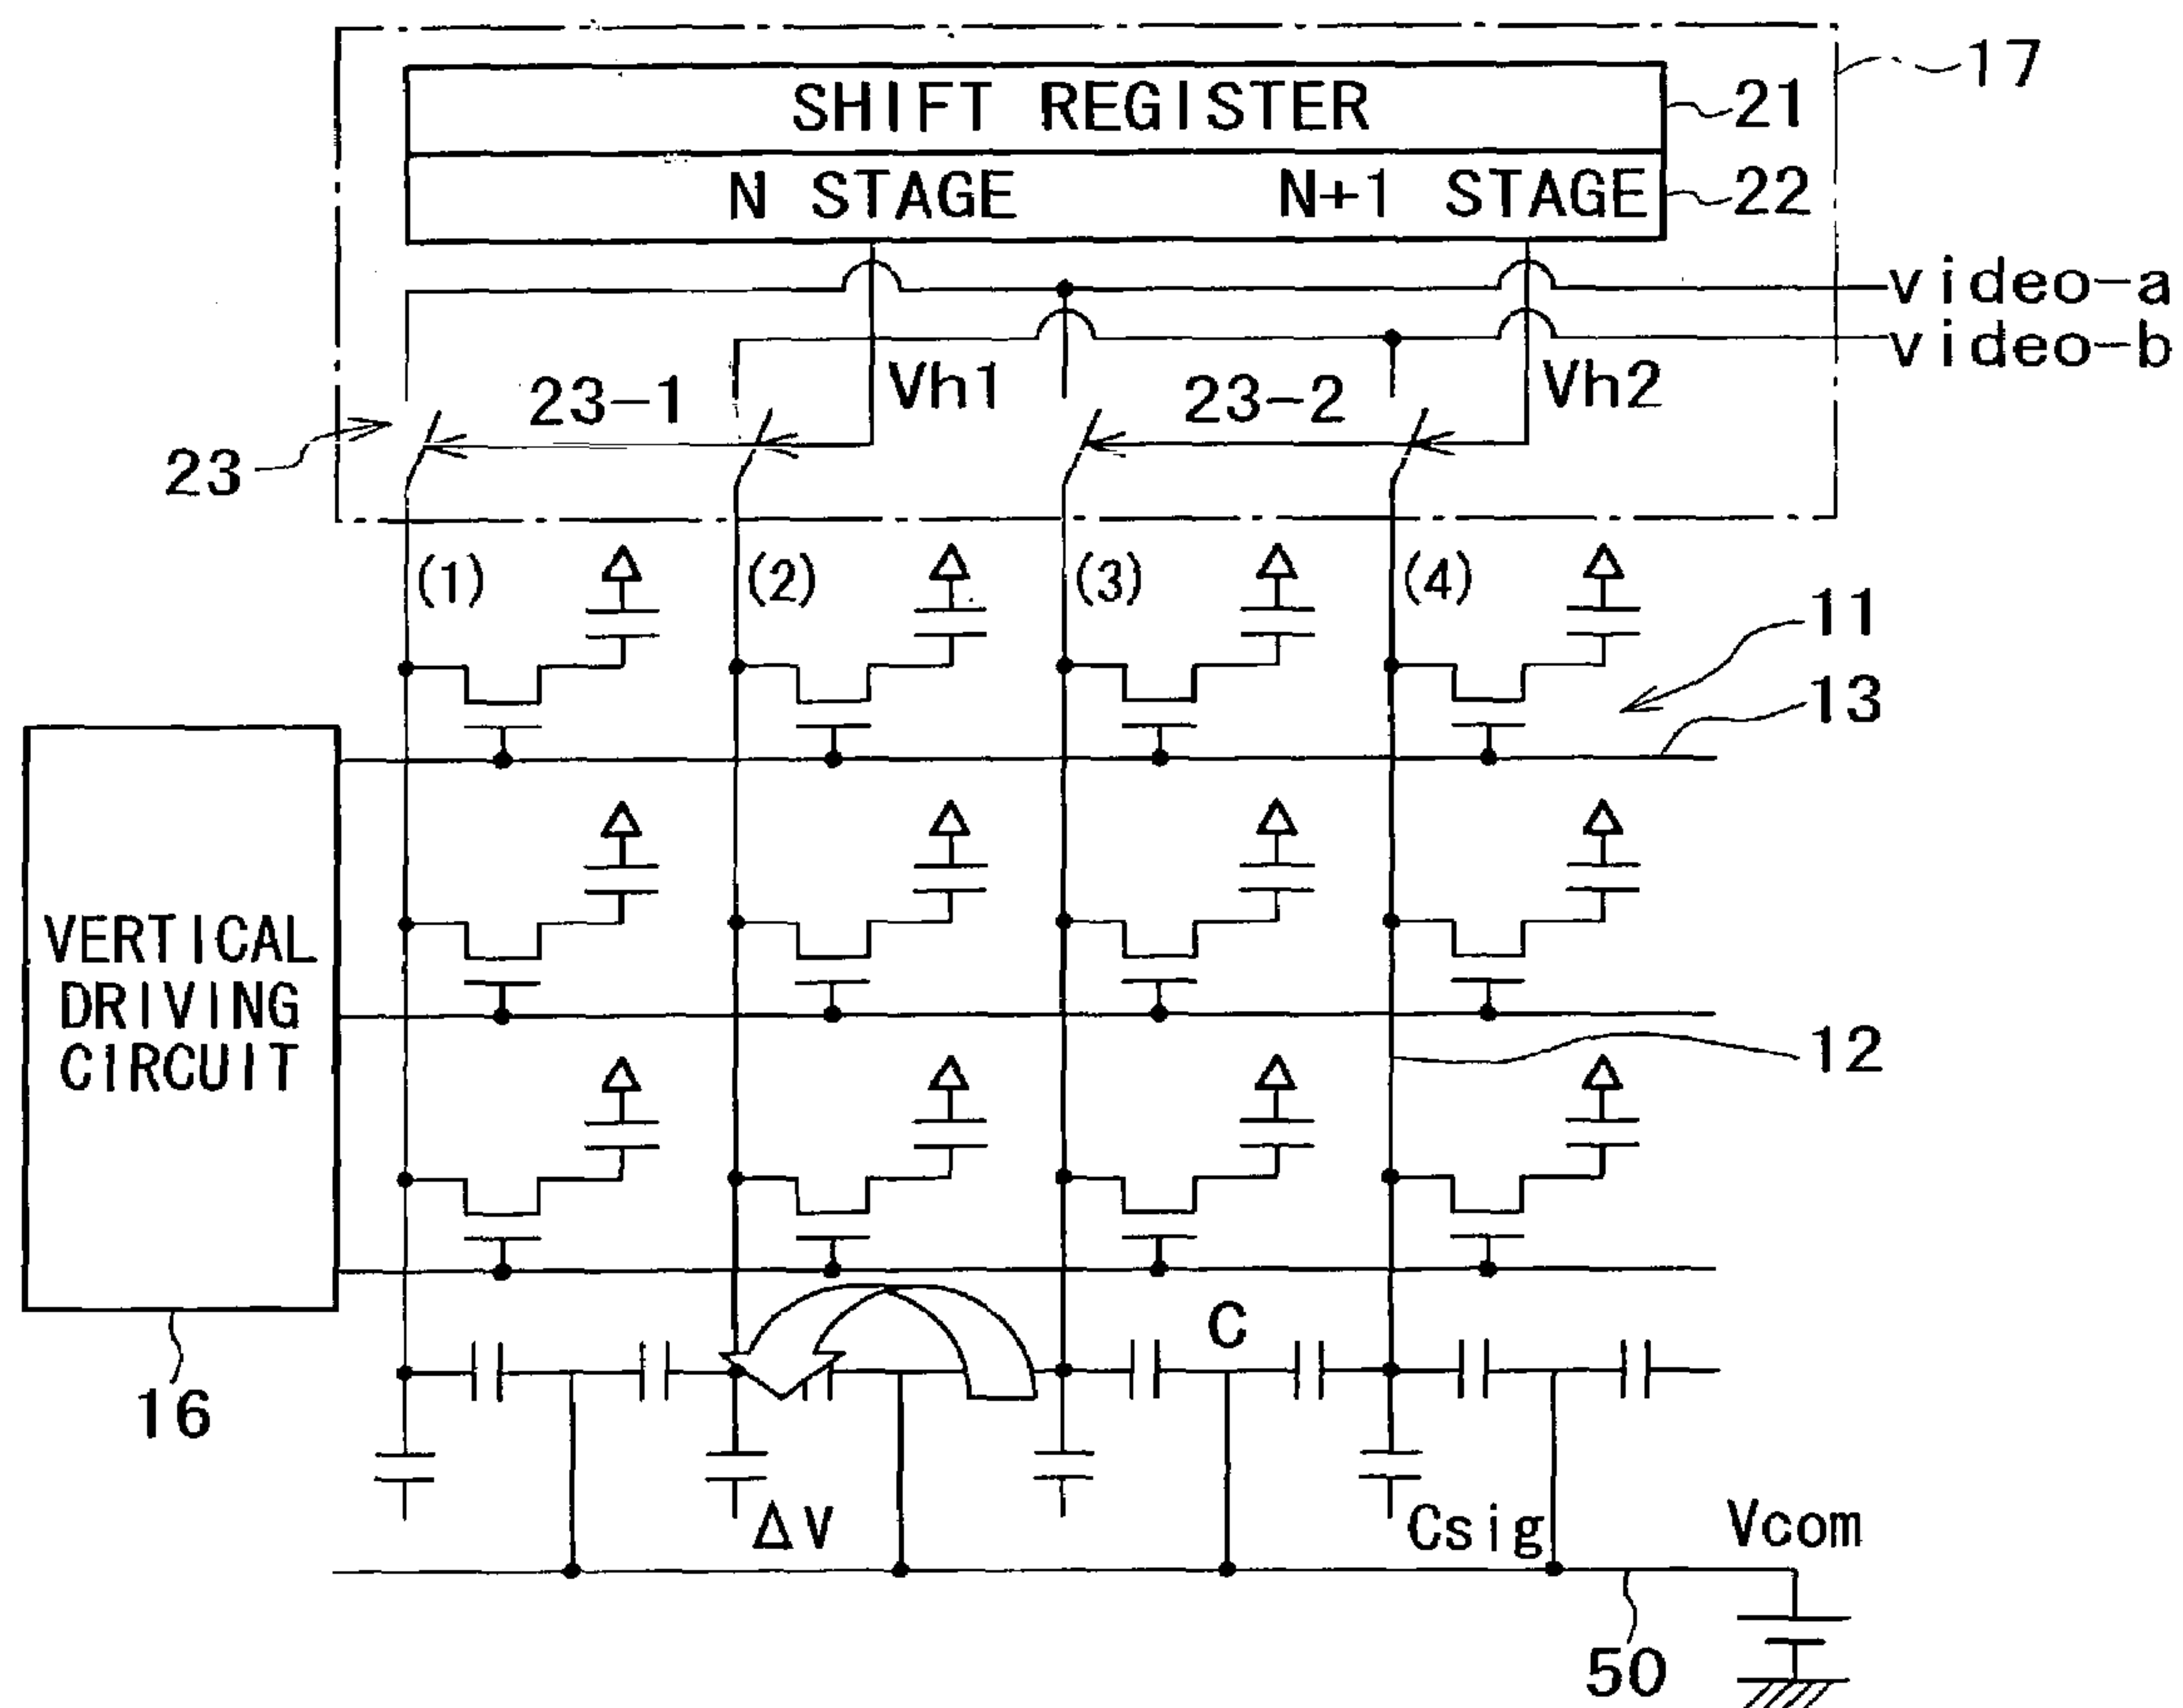 17
SHIFT REGISTER
21
N STAGE
N+1 STAGE
22
video-a
video-b
23-1
Vh1
23-2
Vh2
23
(1)
(2)
(3)
(4)
11
13
VERTICAL
DRIVING
CIRCUIT
12
16
C
ΔV
Csig
Vcom
50